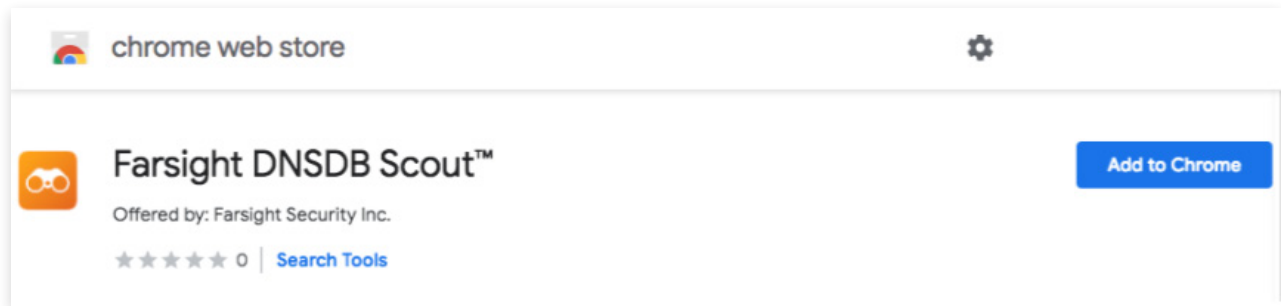 chrome web store
Farsight DNSDB Scout™
Add to Chrome
Offered by: Farsight Security Inc.
0 | Search Tools